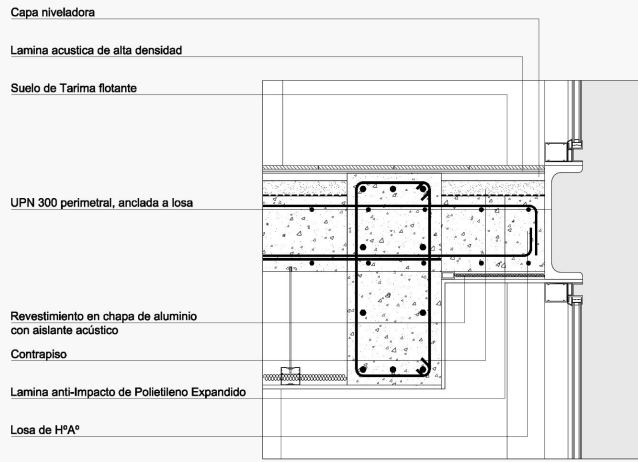 Capa niveladora
Lamina acustica de alta densidad
Suelo de Tarima flotante
UPN 300 perimetral, anclada a losa
Revestimiento en chapa de aluminio
con aislante acústico
Contrapiso
Lamina anti-Impacto de Polietileno Expandido
Losa de HºAº